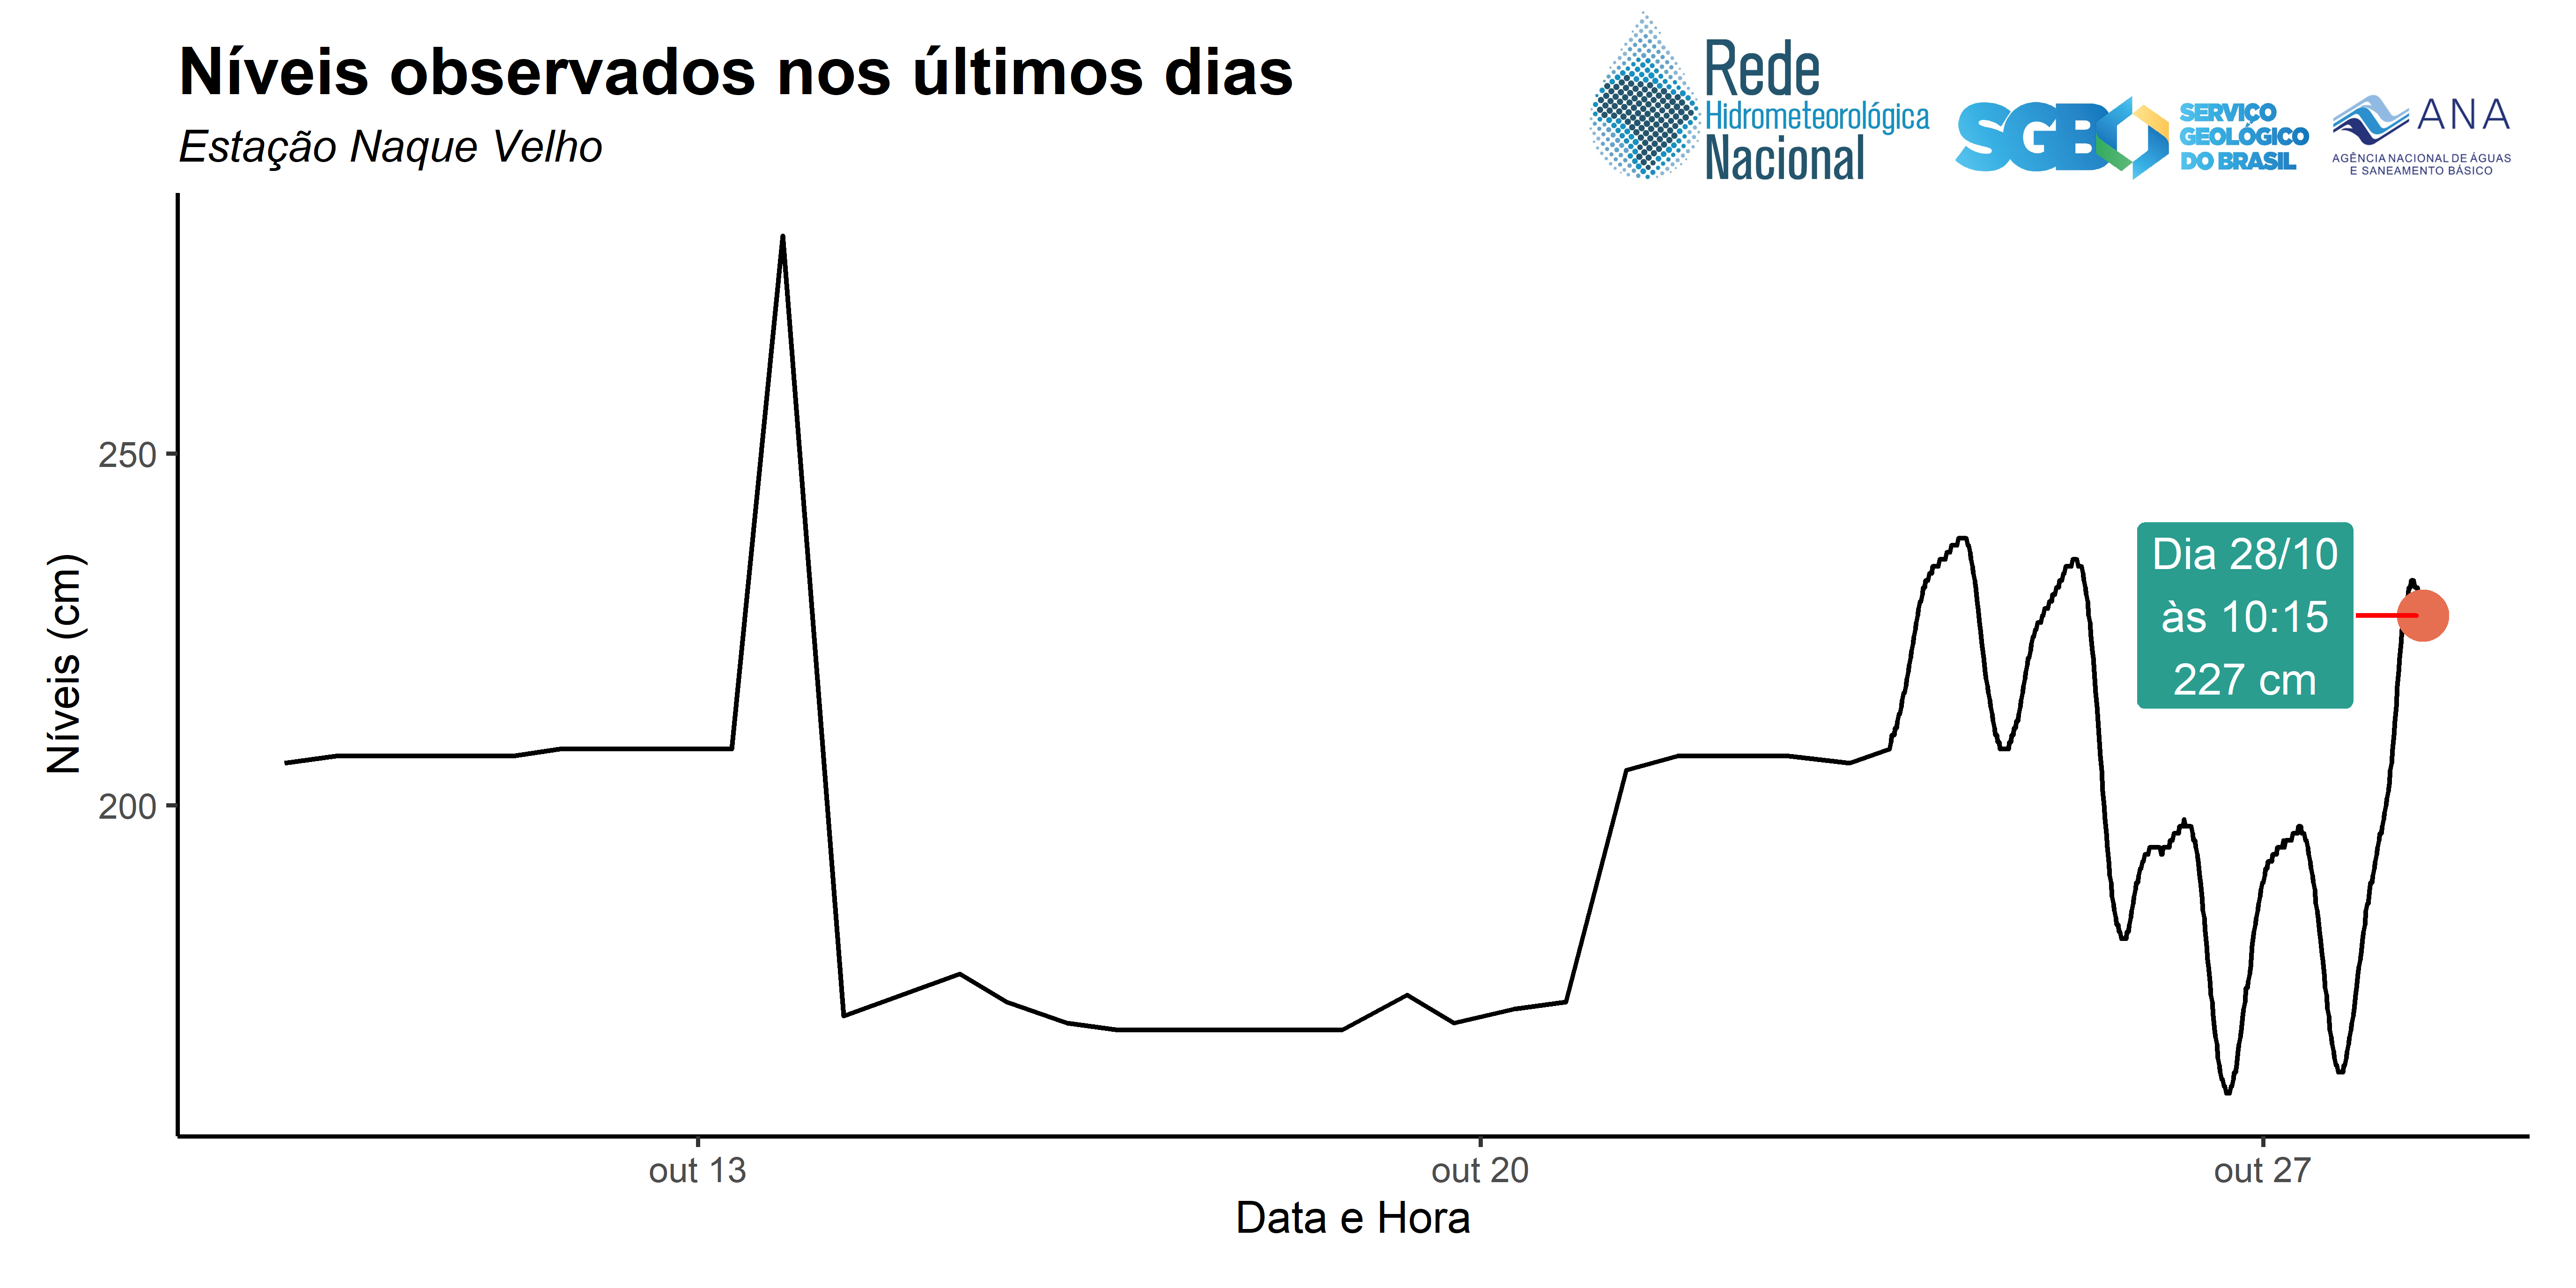 Níveis observados nos últimos dias
Estação Naque Velho
Rede
Hidrometeorológica
Nacional
SGB
SERVIÇO
GEOLÓGICO
DO BRASIL
ANA
AGÊNCIA NACIONAL DE ÁGUAS
E SANEAMENTO BÁSICO
Níveis (cm)
250
200
Dia 28/10
às 10:15
227 cm
out 13
out 20
out 27
Data e Hora